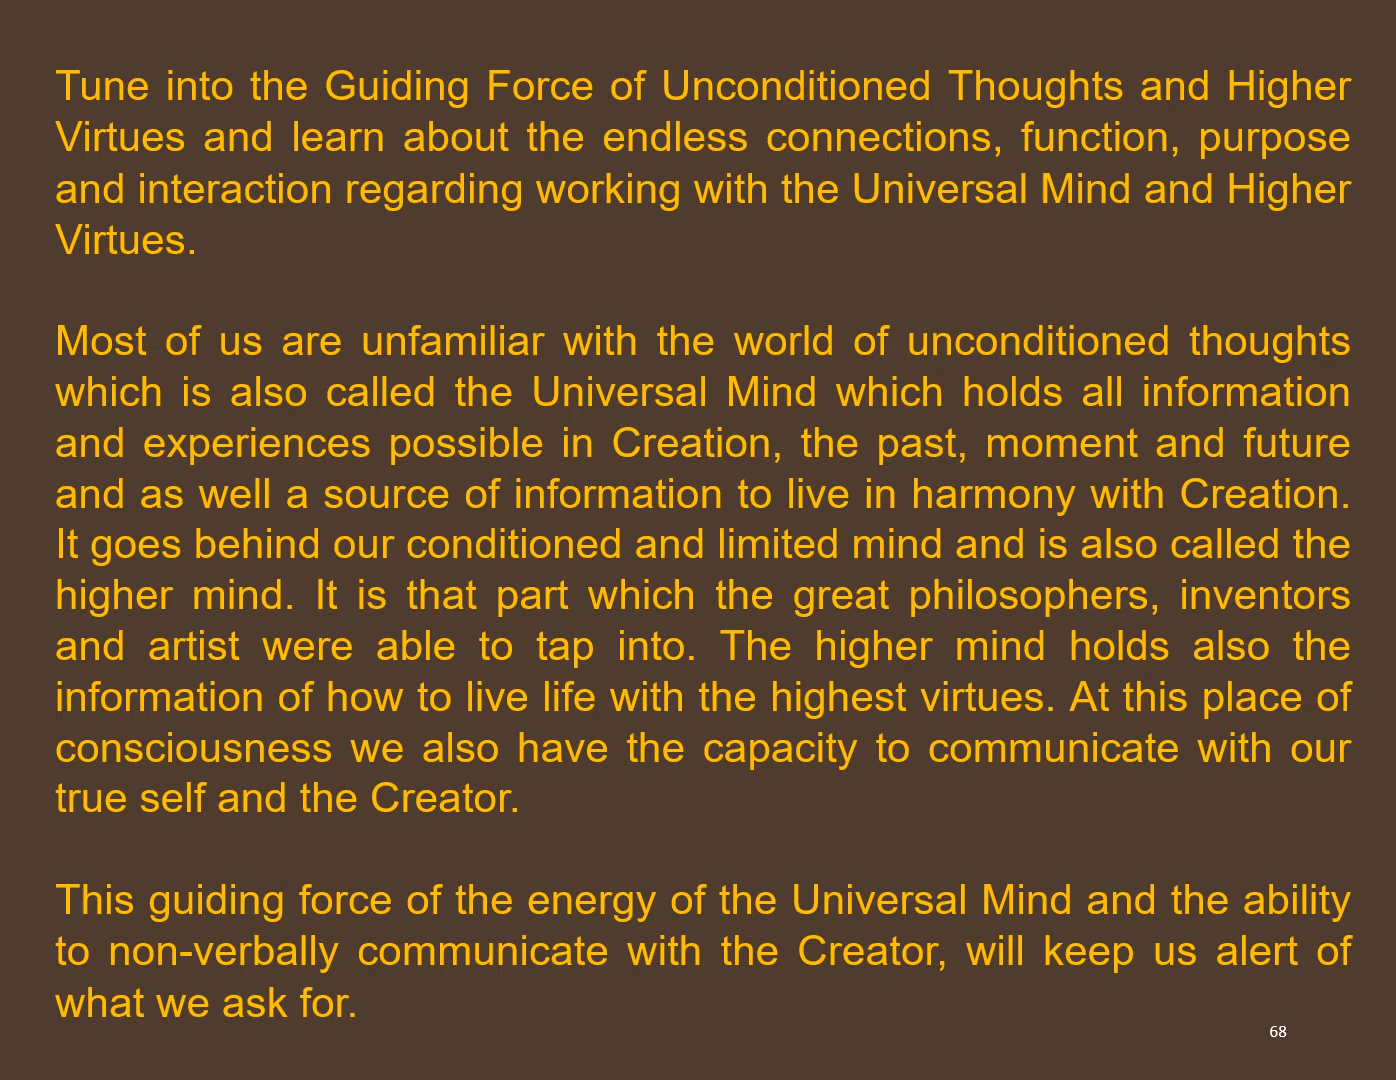 Tune into the Guiding Force of Unconditioned Thoughts and Higher
Virtues and learn about the endless connections, function, purpose
and interaction regarding working with the Universal Mind and Higher
Virtues.
Most of us are unfamiliar with the world of unconditioned thoughts
which is also called the Universal Mind which holds all information
and experiences possible in Creation, the past, moment and future
and as well a source of information to live in harmony with Creation.
It goes behind our conditioned and limited mind and is also called the
higher mind. It is that part which the great philosophers, inventors
and artist were able to tap into. The higher mind holds also the
information of how to live life with the highest virtues. At this place of
consciousness we also have the capacity to communicate with our
true self and the Creator.
This guiding force of the energy of the Universal Mind and the ability
to non-verbally communicate with the Creator, will keep us alert of
what we ask for.
68